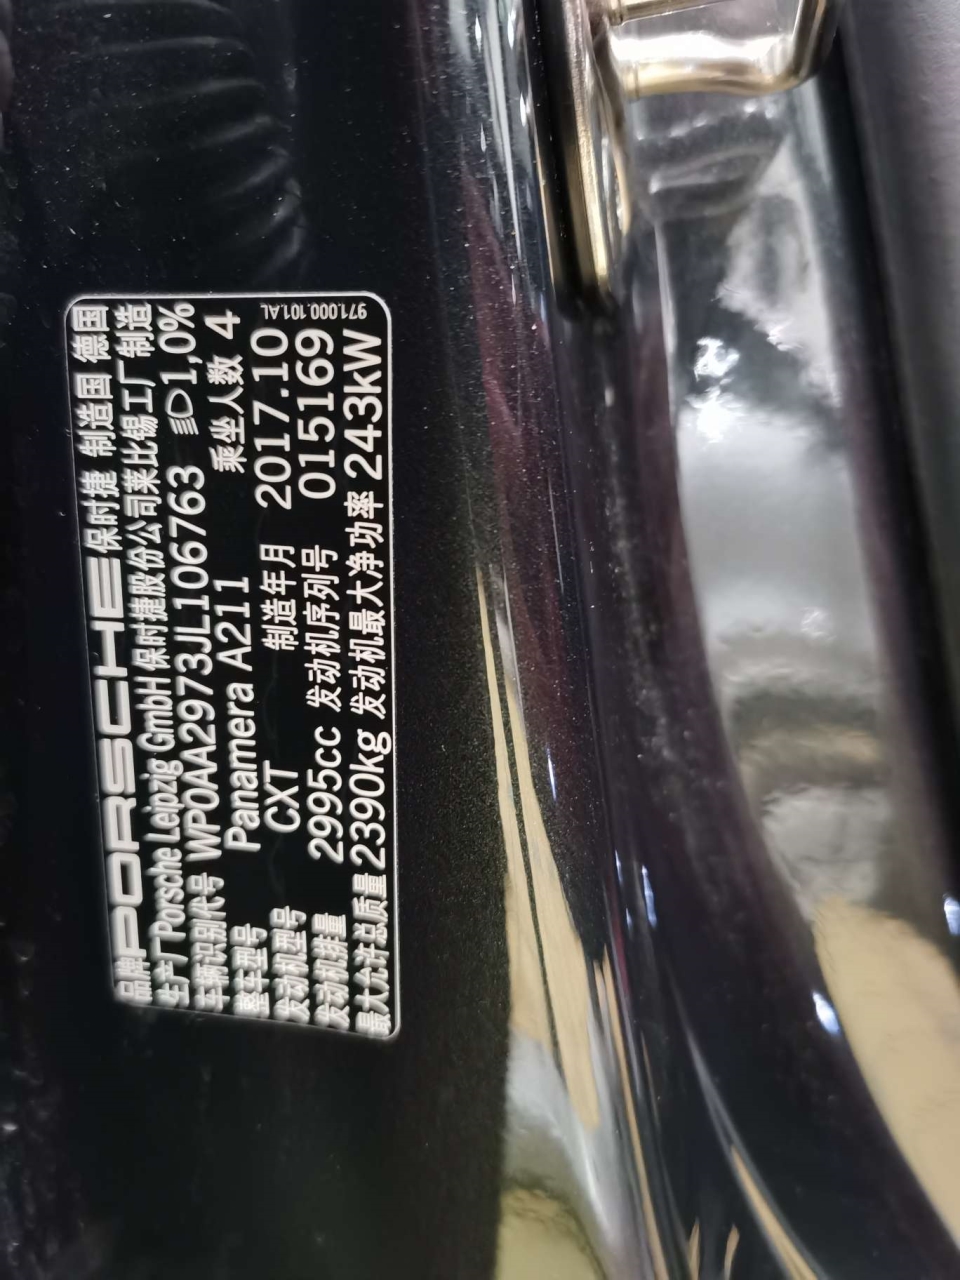 品牌 PORSCHE 保时捷 制造国 德国
生产厂 Porsche Leipzig GmbH 保时捷股份公司莱比锡工厂制造
车辆识别代号 WP0AA2973JL106763 1,0%
整车型号 Panamera A211 乘坐人数 4
发动机型号 CXT 制造年月 2017.10
发动机排量 2995cc 发动机序列号 015169
最大允许总质量 2390kg 发动机最大净功率 243kW
971.000.101.AL